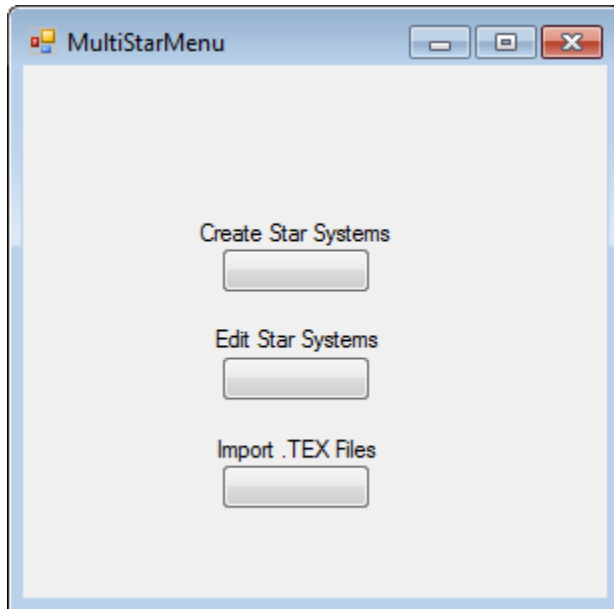 MultiStarMenu
Create Star Systems
Edit Star Systems
Import .TEX Files